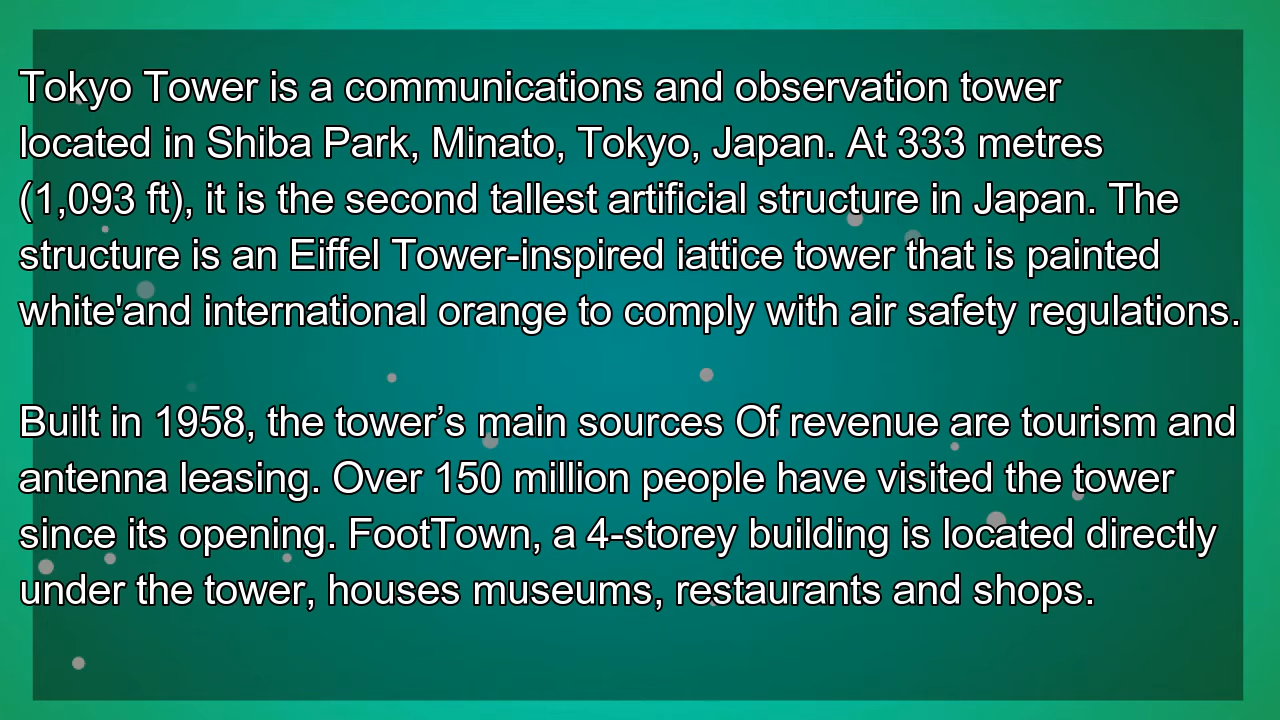 Tokyo Tower is a communications and observation tower
located in Shiba Park, Minato, Tokyo, Japan. At 333 metres
(1,093 ft), it is the second tallest artificial structure in Japan. The
structure is an Eiffel Tower-inspired iattice tower that is painted
white'and international orange to comply with air safety regulations.
Built in 1958, the tower’s main sources Of revenue are tourism and
antenna leasing. Over 150 million people have visited the tower
since its opening. FootTown, a 4-storey building is located directly
under the tower, houses museums, restaurants and shops.